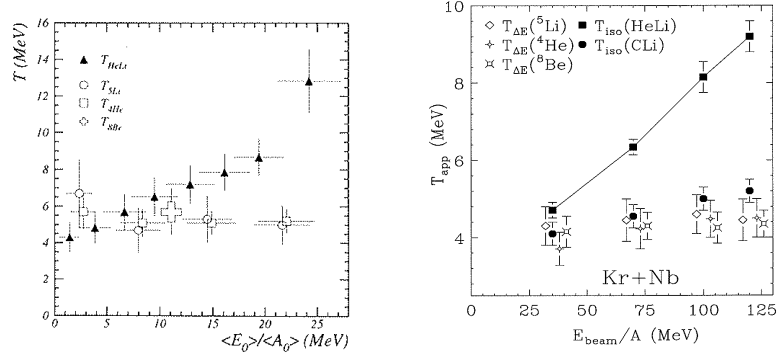 T (MeV)
16
14
12
10
8
6
4
2
0
T_HeLi
T_5Li
T_4He
T_8Be
0 5 10 15 20 25
<E_0>/<A_0> (MeV)
T_app (MeV)
10
8
6
4
T_ΔE(⁵Li) T_iso(HeLi)
T_ΔE(⁴He) T_iso(CLi)
T_ΔE(⁸Be)
Kr+Nb
0 25 50 75 100 125
E_beam/A (MeV)